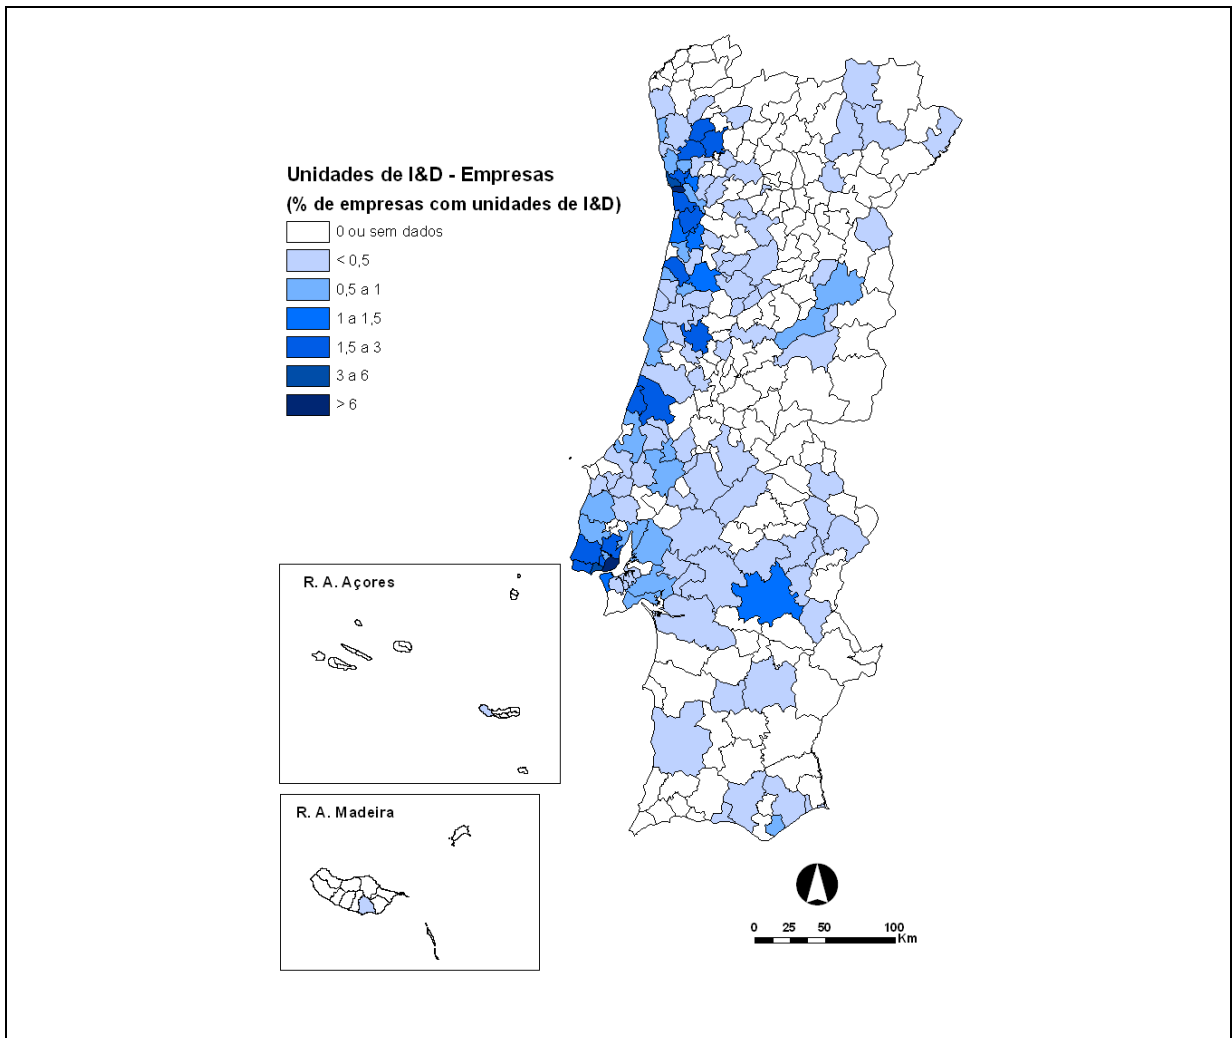 Unidades de I&D - Empresas
(% de empresas com unidades de I&D)
0 ou sem dados
< 0,5
0,5 a 1
1 a 1,5
1,5 a 3
3 a 6
> 6
R. A. Açores
R. A. Madeira
0 25 50 100
Km